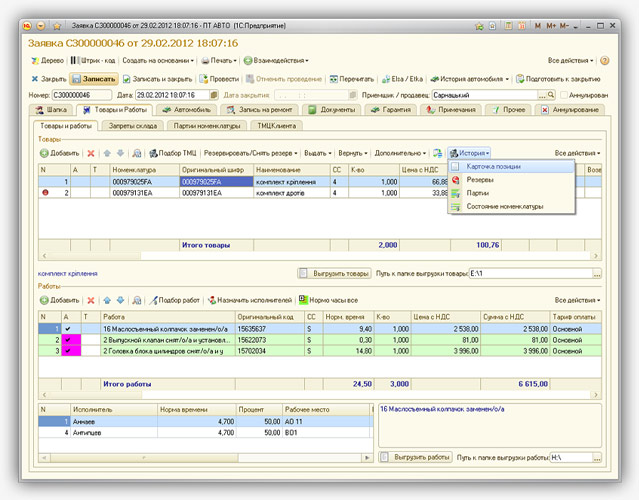 Заявка С300000046 от 29.02.2012 18:07:16 - ПТ АВТО (1С:Предприятие)
M M+ M-
Заявка С300000046 от 29.02.2012 18:07:16
Дерево Штрих - код Создать на основании Печать Взаимодействия Все действия
Закрыть Записать Записать и закрыть Провести Отменить проведение Перечитать Elsa / Etka История автомобиля Подготовить к закрытию
Номер: С300000046 Дата: 29.02.2012 18:07:16 Дата закрытия Приемщик / продавец: Сарнацький ... Аннулирован
Шапка Товары и Работы Автомобиль Запись на ремонт Документы Гарантия Примечания Прочее Аннулирование
Товары и работы Запреты склада Партии номенклатуры ТМЦКлиента
Товары
Добавить Подбор ТМЦ Резервировать/Снять резерв Выдать Вернуть Дополнительно История Все действия
N А Т Номенклатура Оригинальный шифр Наименование СС К-во Цена с НДС Возе
Карточка позиции
Резервы
Партии
Состояние номенклатуры
1 000979025FA 000979025FA комплект кріплення 4 1,000 66,88
2 000979131EA 000979131EA комплект дротів 4 1,000 33,88
Итого товары 2,000 100,76
комплект кріплення Выгрузить товары Путь к папке выгрузки товары: E:\1 ...
Работы
Добавить Подбор работ Назначить исполнителей Нормо часы все Все действия
N А Т Работа Оригинальный код СС Норм. время К-во Цена с НДС Сумма с НДС Тариф оплаты
1 16 Маслосъемный колпачок заменен/о/а 15635637 S 9,40 1,000 2 538,00 2 538,00 Основной
2 2 Выпускной клапан снят/о/а и установл... 15622073 S 0,30 1,000 81,00 81,00 Основной
3 2 Головка блока цилиндров снят/о/а и у 15702034 S 14,80 1,000 3 996,00 3 996,00 Основной
Итого работы 24,50 3,000 6 615,00
N Исполнитель Норма времени Процент Рабочее место
1 Аннаев 4,700 50,00 АО 11
4 Антипцев 4,700 50,00 ВО1
16 Маслосъемный колпачок заменен/о/а
Выгрузить работы Путь к папке выгрузки работы: H:\ ...